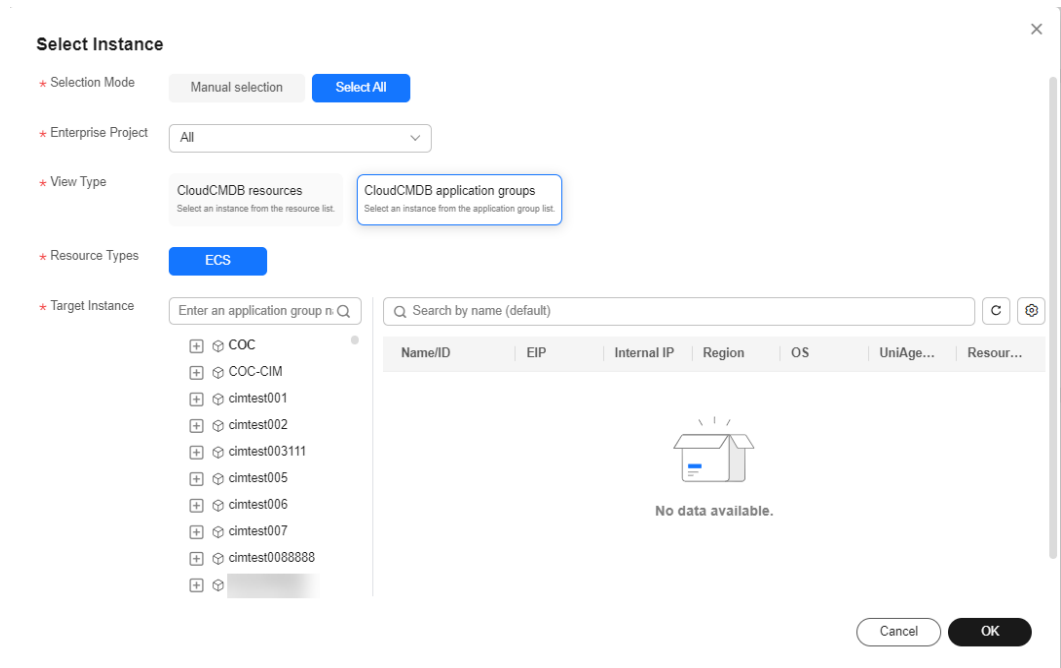 Select Instance
* Selection Mode
Manual selection
Select All
* Enterprise Project
All
* View Type
CloudCMDB resources
Select an instance from the resource list.
CloudCMDB application groups
Select an instance from the application group list.
* Resource Types
ECS
* Target Instance
Enter an application group n
Search by name (default)
COC
COC-CIM
cimtest001
cimtest002
cimtest003111
cimtest005
cimtest006
cimtest007
cimtest0088888
Name/ID
EIP
Internal IP
Region
OS
UniAge...
Resour...
No data available.
Cancel
OK